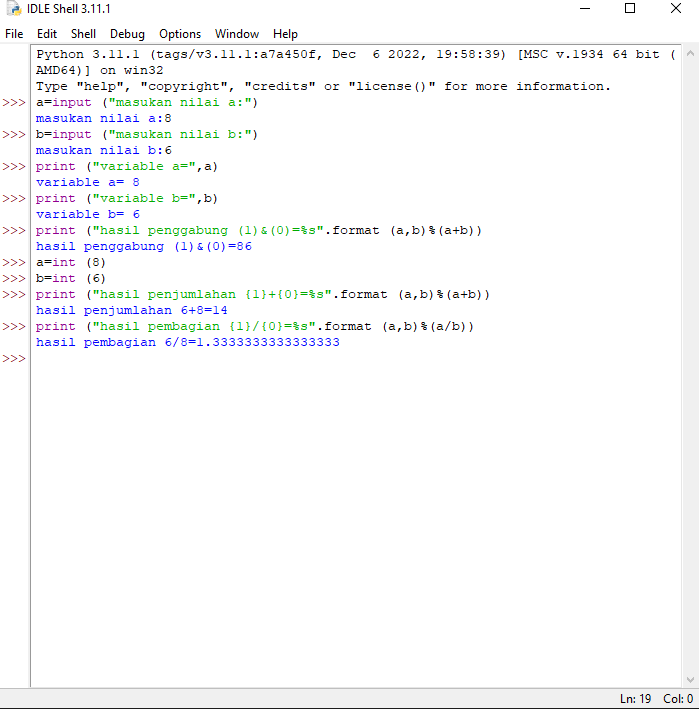 IDLE Shell 3.11.1
File Edit Shell Debug Options Window Help
Python 3.11.1 (tags/v3.11.1:a7a450f, Dec  6 2022, 19:58:39) [MSC v.1934 64 bit (
AMD64)] on win32
Type "help", "copyright", "credits" or "license()" for more information.
>>> a=input ("masukan nilai a:")
masukan nilai a:8
>>> b=input ("masukan nilai b:")
masukan nilai b:6
>>> print ("variable a=",a)
variable a= 8
>>> print ("variable b=",b)
variable b= 6
>>> print ("hasil penggabung (1)&(0)=%s".format (a,b)%(a+b))
hasil penggabung (1)&(0)=86
>>> a=int (8)
>>> b=int (6)
>>> print ("hasil penjumlahan {1}+{0}=%s".format (a,b)%(a+b))
hasil penjumlahan 6+8=14
>>> print ("hasil pembagian {1}/{0}=%s".format (a,b)%(a/b))
hasil pembagian 6/8=1.3333333333333333
>>>
Ln: 19 Col: 0